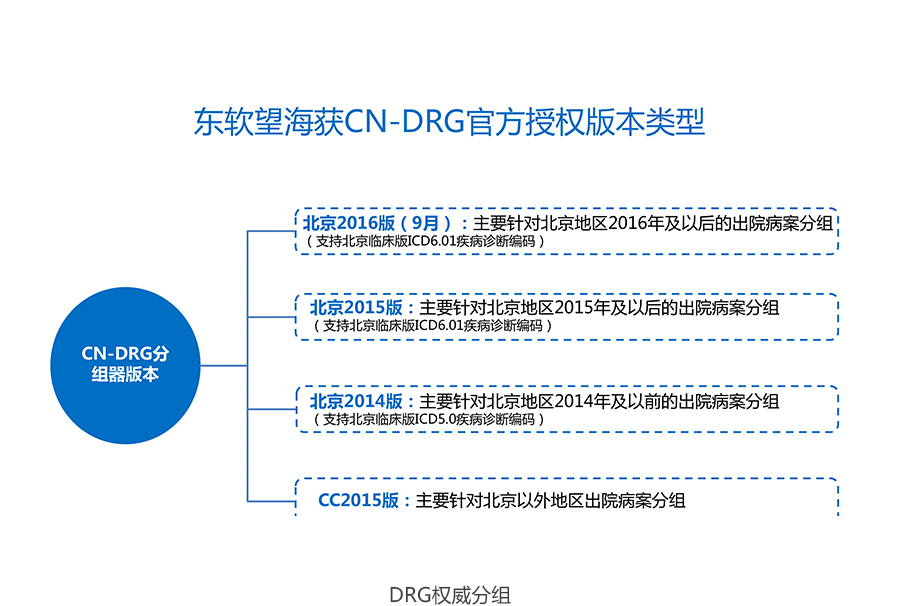 东软望海获CN-DRG官方授权版本类型
北京2016版（9月）：主要针对北京地区2016年及以后的出院病案分组
（支持北京临床版ICD6.01疾病诊断编码）
北京2015版：主要针对北京地区2015年及以后的出院病案分组
（支持北京临床版ICD6.01疾病诊断编码）
CN-DRG分
组器版本
北京2014版：主要针对北京地区2014年及以前的出院病案分组
（支持北京临床版ICD5.0疾病诊断编码）
CC2015版：主要针对北京以外地区出院病案分组
DRG权威分组